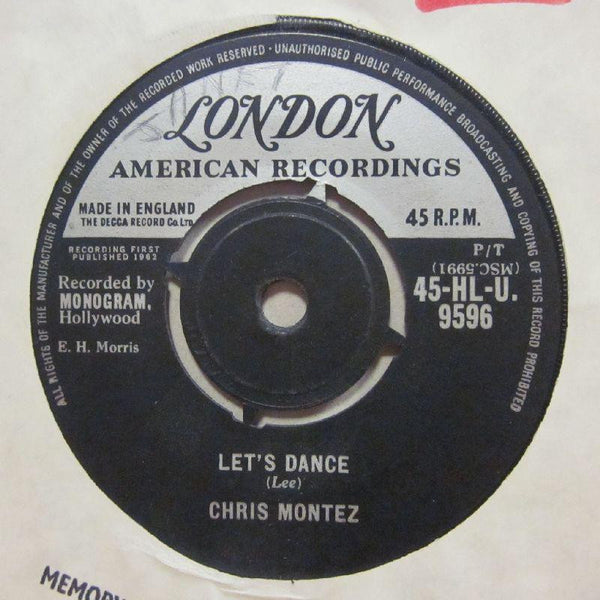 ALL RIGHTS OF THE MANUFACTURER AND OF THE OWNER OF THE RECORDED WORK RESERVED · UNAUTHORISED PUBLIC PERFORMANCE BROADCASTING AND COPYING OF THIS RECORD PROHIBITED
LONDON
AMERICAN RECORDINGS
MADE IN ENGLAND
THE DECCA RECORD Co. LTD
45 R.P.M.
RECORDING FIRST
PUBLISHED 1962
P/T
(MSC.5991)
Recorded by
MONOGRAM,
Hollywood
45-HL-U.
9596
E. H. Morris
LET'S DANCE
(Lee)
CHRIS MONTEZ